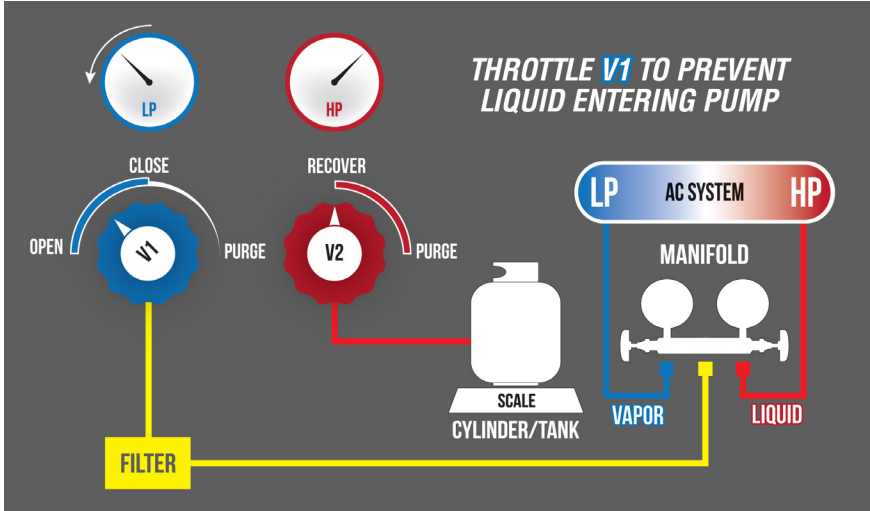 THROTTLE V1 TO PREVENT
LIQUID ENTERING PUMP
LP
HP
CLOSE
OPEN
PURGE
V1
RECOVER
PURGE
V2
LP
AC SYSTEM
HP
MANIFOLD
VAPOR
LIQUID
SCALE
CYLINDER/TANK
FILTER